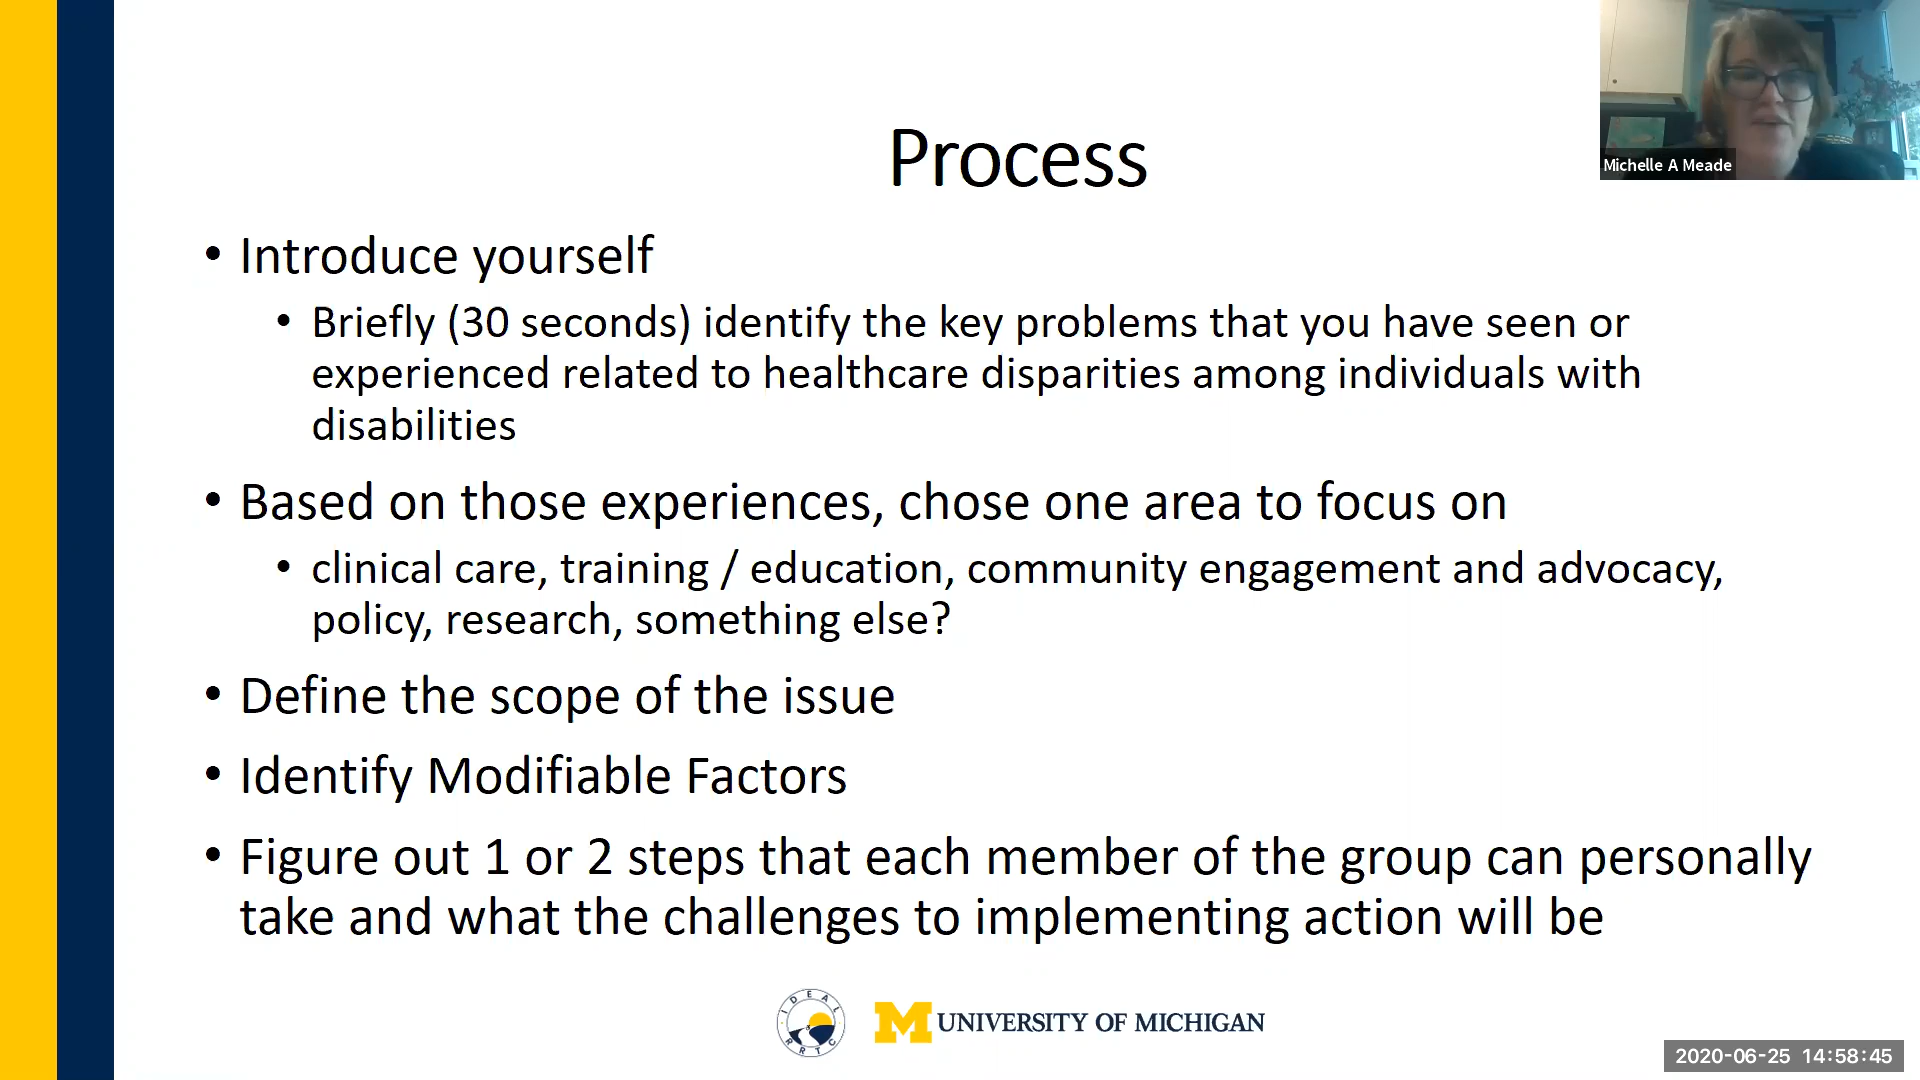 Process
Michelle A Meade
• Introduce yourself
• Briefly (30 seconds) identify the key problems that you have seen or
experienced related to healthcare disparities among individuals with
disabilities
• Based on those experiences, chose one area to focus on
• clinical care, training / education, community engagement and advocacy,
policy, research, something else?
• Define the scope of the issue
• Identify Modifiable Factors
• Figure out 1 or 2 steps that each member of the group can personally
take and what the challenges to implementing action will be
IDEAL
RRTC
M UNIVERSITY OF MICHIGAN
2020-06-25 14:58:45